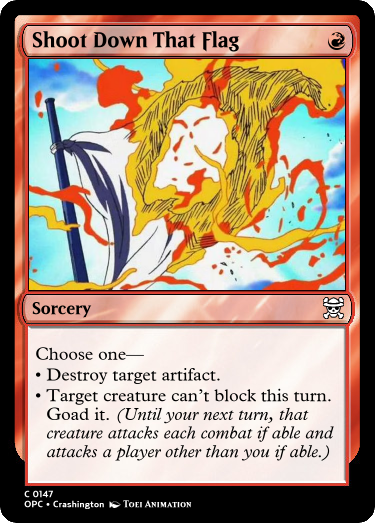 Shoot Down That Flag
Sorcery
Choose one—
• Destroy target artifact.
• Target creature can't block this turn.
Goad it. (Until your next turn, that
creature attacks each combat if able and
attacks a player other than you if able.)
C 0147
OPC • Crashington Toei Animation